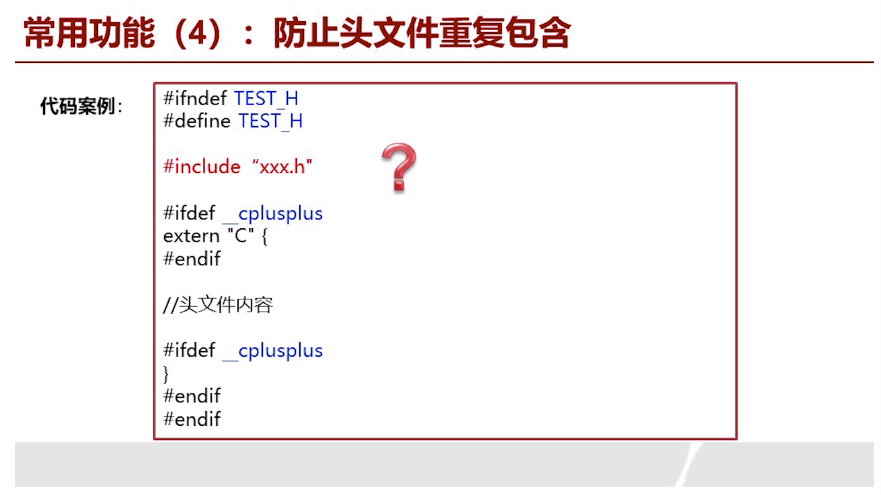 常用功能（4）：防止头文件重复包含
代码案例：
#ifndef TEST_H
#define TEST_H
#include “xxx.h"
?
#ifdef __cplusplus
extern "C" {
#endif
//头文件内容
#ifdef __cplusplus
}
#endif
#endif